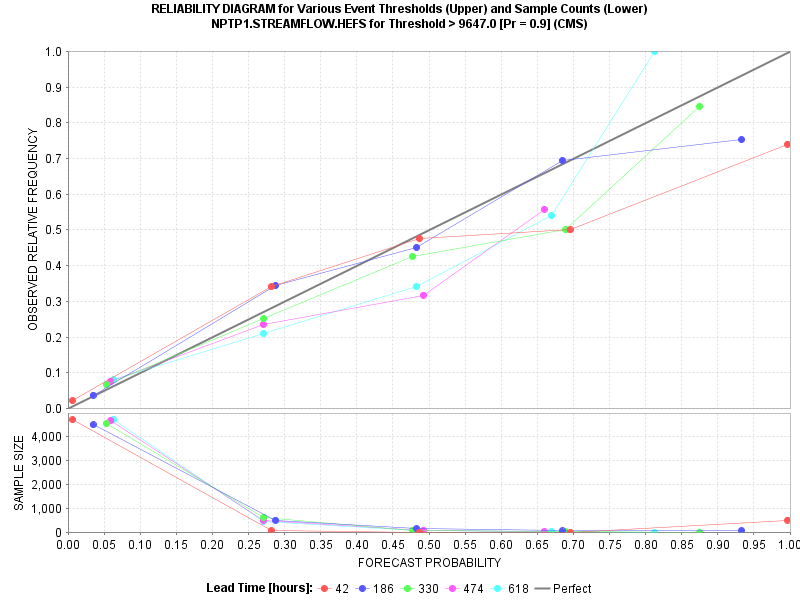 RELIABILITY DIAGRAM for Various Event Thresholds (Upper) and Sample Counts (Lower)
NPTP1.STREAMFLOW.HEFS for Threshold > 9647.0 [Pr = 0.9] (CMS)
OBSERVED RELATIVE FREQUENCY
1.0
0.9
0.8
0.7
0.6
0.5
0.4
0.3
0.2
0.1
0.0
SAMPLE SIZE
4,000
3,000
2,000
1,000
0
0.00 0.05 0.10 0.15 0.20 0.25 0.30 0.35 0.40 0.45 0.50 0.55 0.60 0.65 0.70 0.75 0.80 0.85 0.90 0.95 1.0
FORECAST PROBABILITY
Lead Time [hours]: 42 186 330 474 618 Perfect